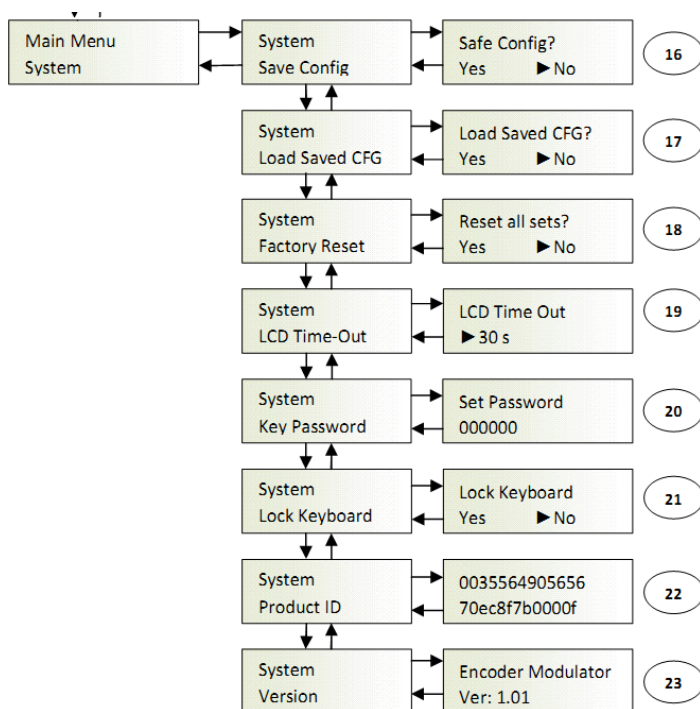 Main Menu
System
System
Save Config
Safe Config?
Yes ►No
16
System
Load Saved CFG
Load Saved CFG?
Yes ►No
17
System
Factory Reset
Reset all sets?
Yes ►No
18
System
LCD Time-Out
LCD Time Out
►30 s
19
System
Key Password
Set Password
000000
20
System
Lock Keyboard
Lock Keyboard
Yes ►No
21
System
Product ID
0035564905656
70ec8f7b0000f
22
System
Version
Encoder Modulator
Ver: 1.01
23